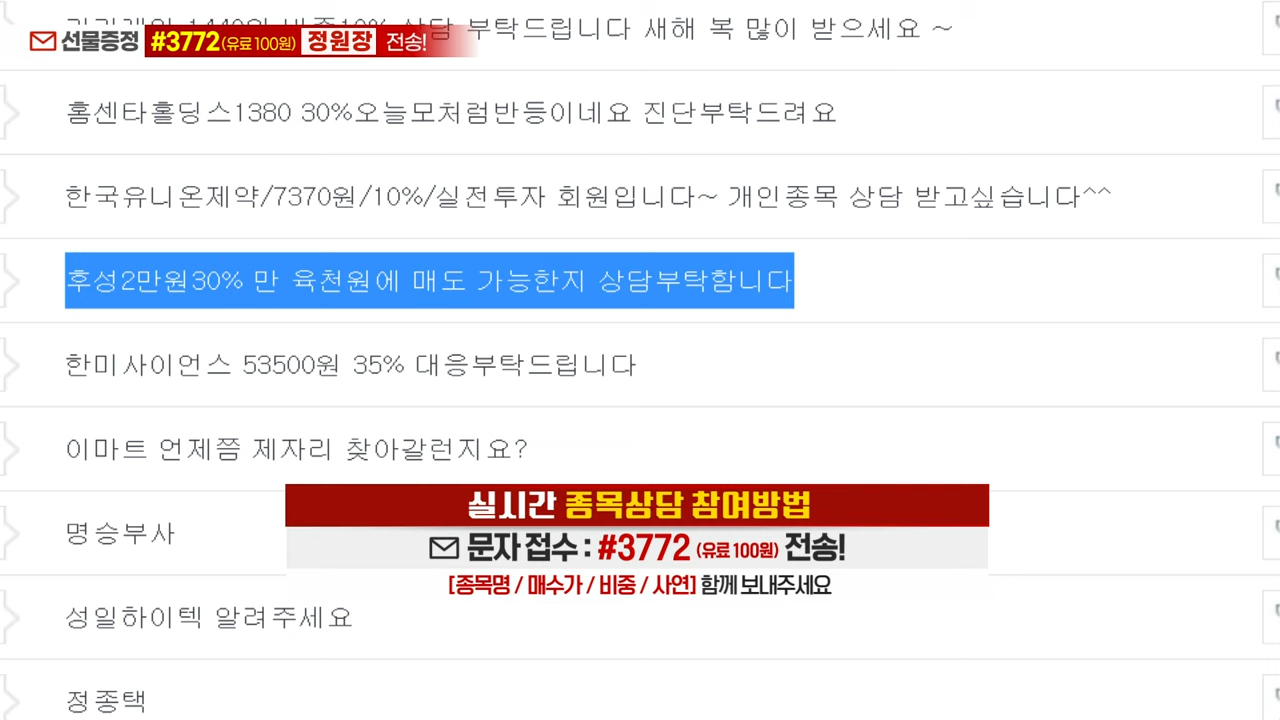 1440원 비중10% 상담 부탁드립니다 새해 복 많이 받으세요 ~
선물증정 #3772(유료 100원) 정원장 전송!
홈센타홀딩스1380 30%오늘모처럼반등이네요 진단부탁드려요
한국유니온제약/7370원/10%/실전투자 회원입니다~ 개인종목 상담 받고싶습니다^^
후성2만원30% 만 육천원에 매도 가능한지 상담부탁함니다
한미사이언스 53500원 35% 대응부탁드립니다
이마트 언제쯤 제자리 찾아갈런지요?
실시간 종목상담 참여방법
명승부사
문자 접수 : #3772 (유료 100원) 전송!
[종목명 / 매수가 / 비중 / 사연] 함께 보내주세요
성일하이텍 알려주세요
정종택